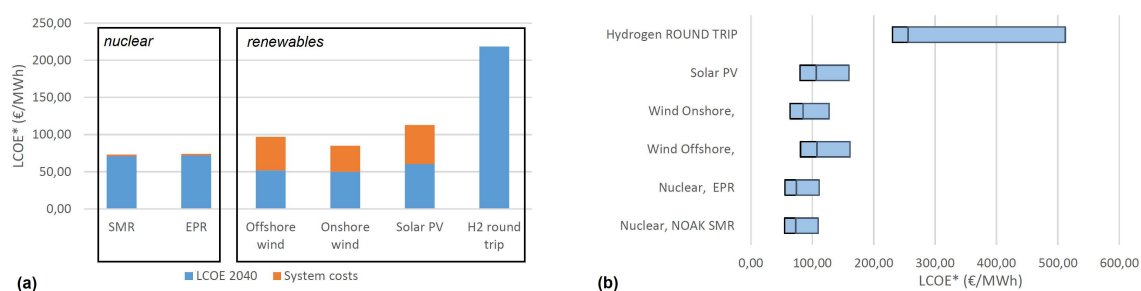 250,00
200,00
150,00
100,00
50,00
0,00
LCOE* (€/MWh)
nuclear
renewables
SMR
EPR
Offshore
wind
Onshore
wind
Solar PV
H2 round
trip
LCOE 2040
System costs
(a)
Hydrogen ROUND TRIP
Solar PV
Wind Onshore,
Wind Offshore,
Nuclear, EPR
Nuclear, NOAK SMR
0,00 100,00 200,00 300,00 400,00 500,00 600,00
LCOE* (€/MWh)
(b)